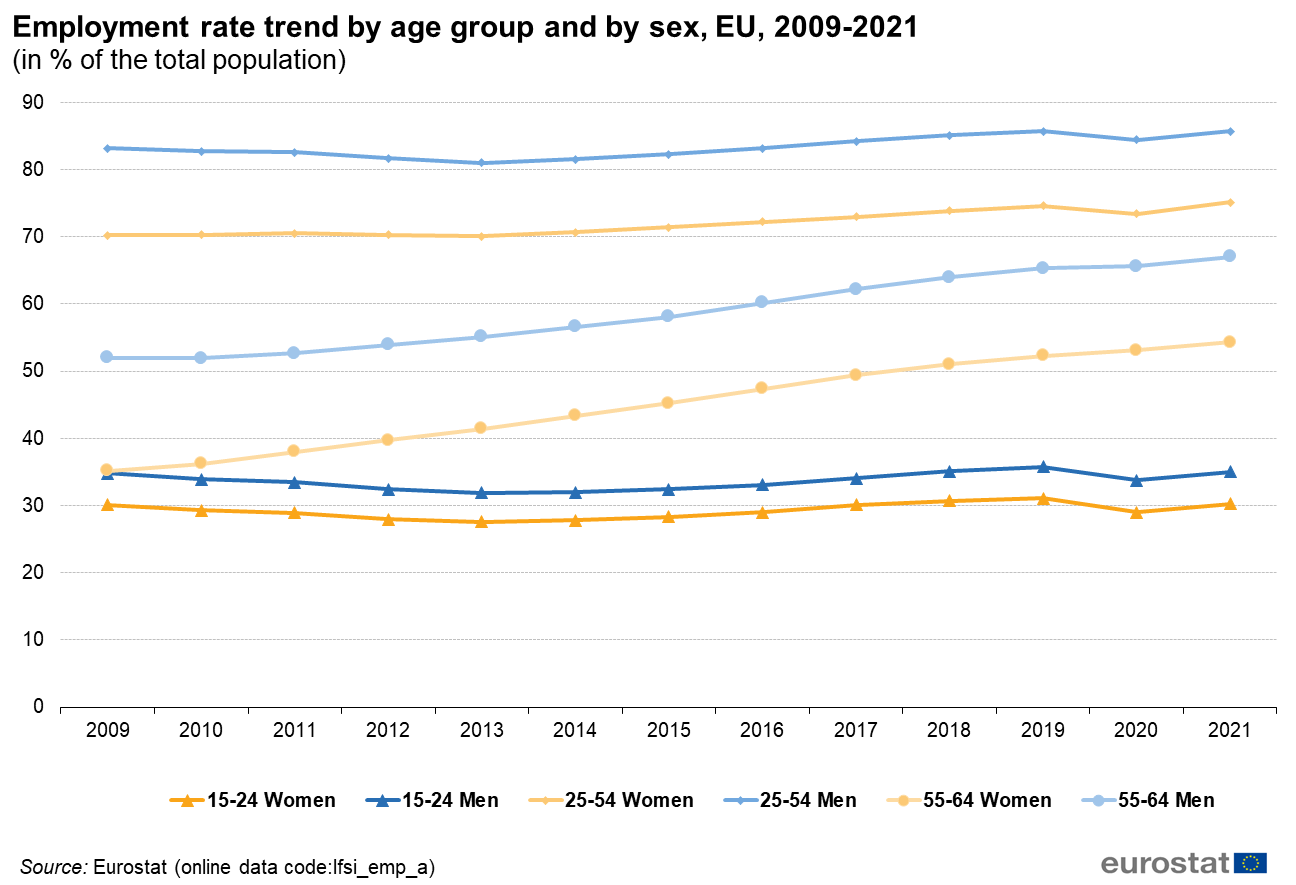 Employment rate trend by age group and by sex, EU, 2009-2021
(in % of the total population)
90
80
70
60
50
40
30
20
10
0
2009 2010 2011 2012 2013 2014 2015 2016 2017 2018 2019 2020 2021
15-24 Women 15-24 Men 25-54 Women 25-54 Men 55-64 Women 55-64 Men
Source: Eurostat (online data code:lfsi_emp_a)
eurostat